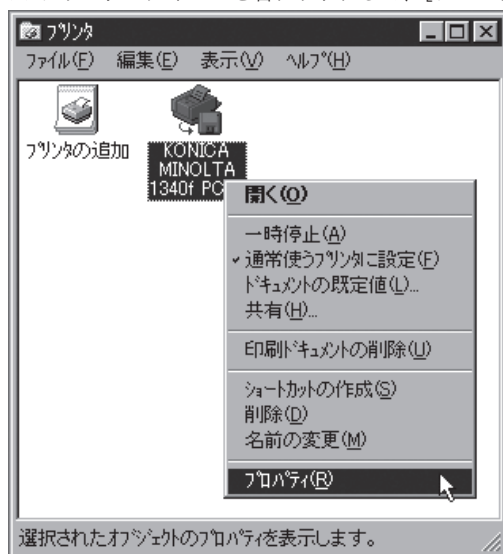 プリンタ
ファイル(F) 編集(E) 表示(V) ヘルプ(H)
プリンタの追加
KONICA
MINOLTA
1340f PC
開く(O)
一時停止(A)
通常使うプリンタに設定(F)
ドキュメントの既定値(L)...
共有(H)...
印刷ドキュメントの削除(U)
ショートカットの作成(S)
削除(D)
名前の変更(M)
プロパティ(R)
選択されたオブジェクトのプロパティを表示します。